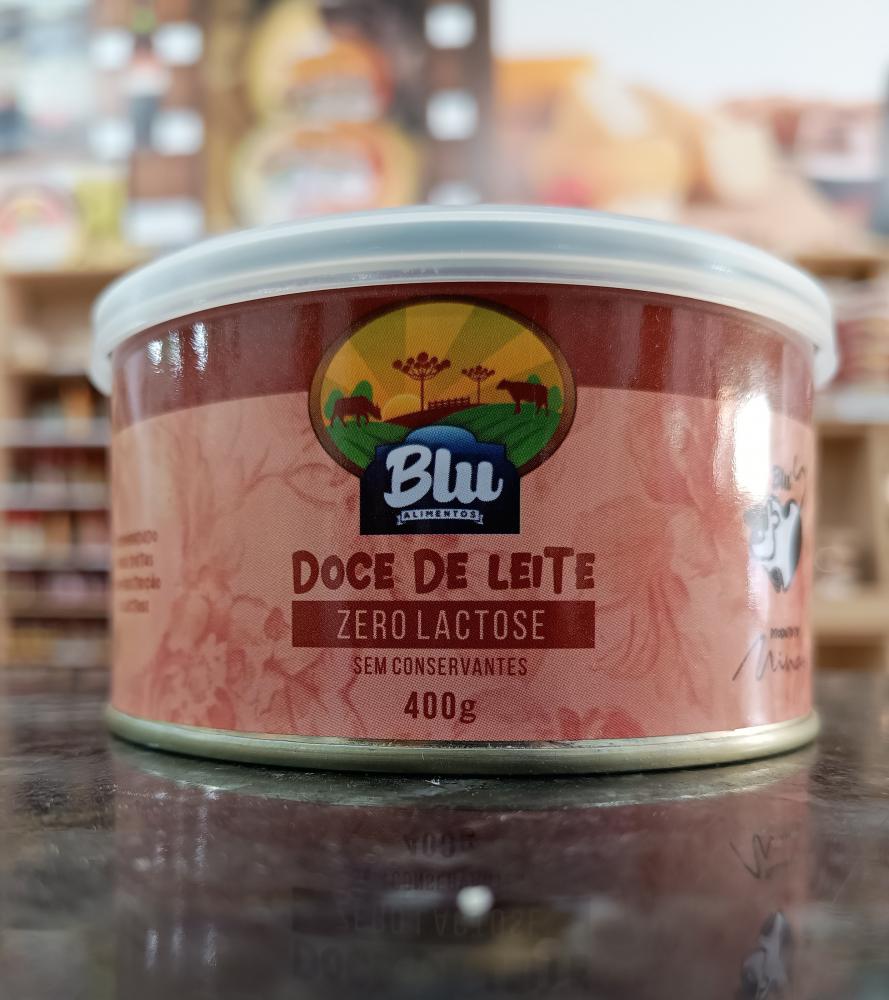 Blu
ALIMENTOS
DOCE DE LEITE
ZERO LACTOSE
SEM CONSERVANTES
400g